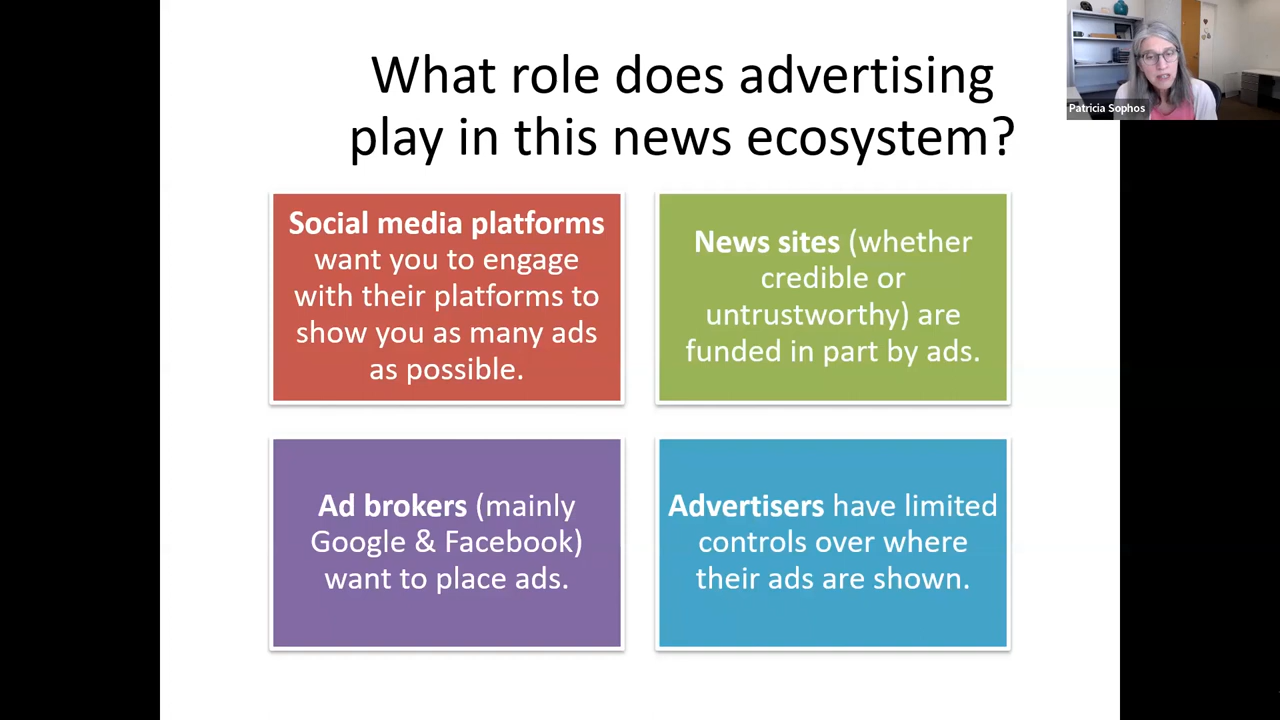 What role does advertising
play in this news ecosystem?
Patricia Sophos
Social media platforms
want you to engage
with their platforms to
show you as many ads
as possible.
News sites (whether
credible or
untrustworthy) are
funded in part by ads.
Ad brokers (mainly
Google & Facebook)
want to place ads.
Advertisers have limited
controls over where
their ads are shown.